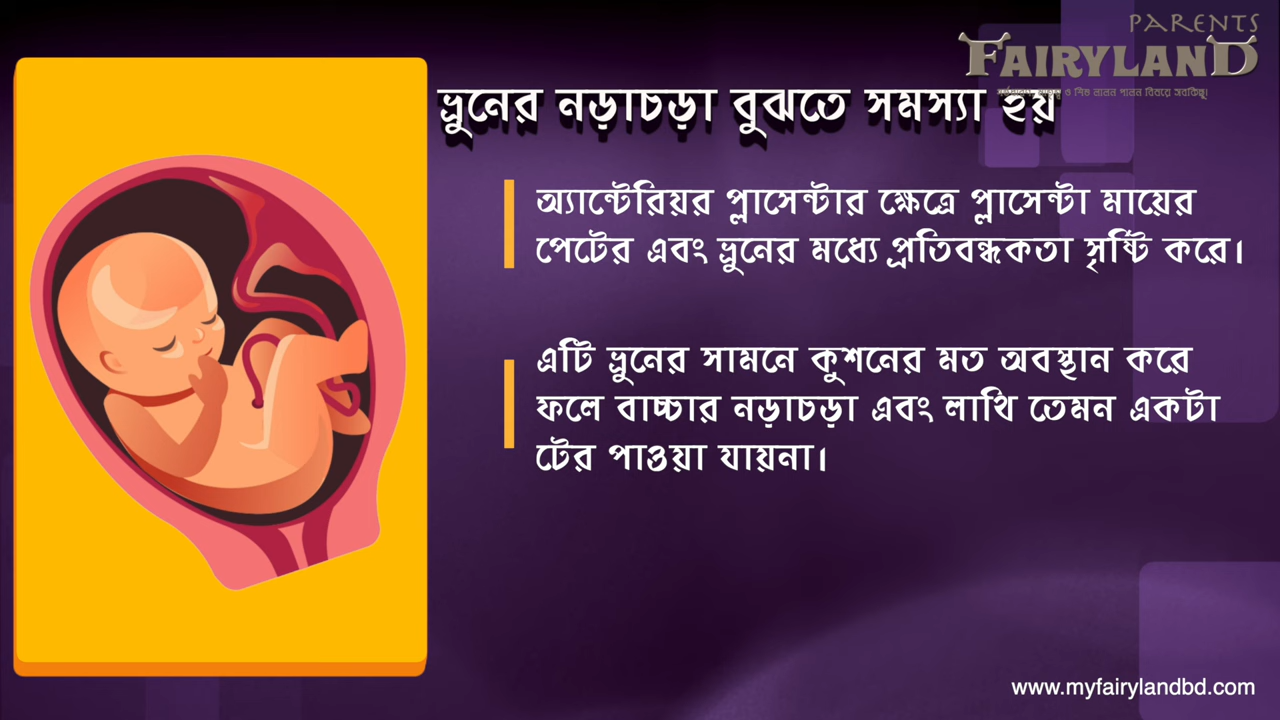 PARENTS
FAIRYLAND
ভ্রুনের নড়াচড়া বুঝতে সমস্যা হয়
অ্যান্টেরিয়র প্লাসেন্টার ক্ষেত্রে প্লাসেন্টা মায়ের
পেটের এবং ভ্রুনের মধ্যে প্রতিবন্ধকতা সৃষ্টি করে।
এটি ভ্রুনের সামনে কুশনের মত অবস্থান করে
ফলে বাচ্চার নড়াচড়া এবং লাথি তেমন একটা
টের পাওয়া যায়না।
www.myfairylandbd.com